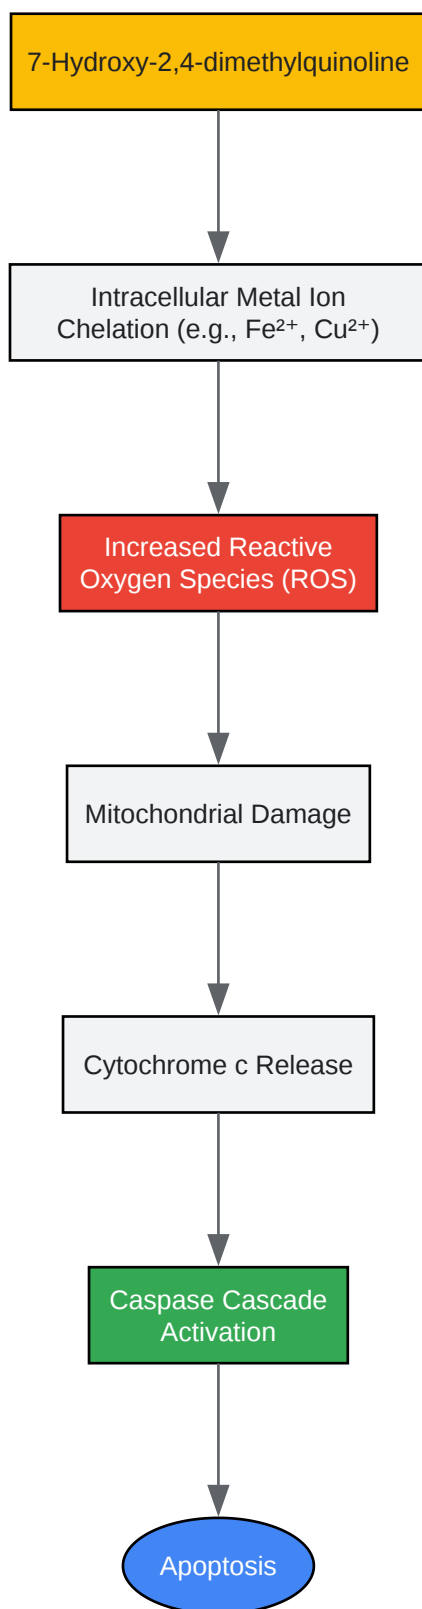 7-Hydroxy-2,4-dimethylquinoline
Intracellular Metal Ion
Chelation (e.g., Fe²⁺, Cu²⁺)
Increased Reactive
Oxygen Species (ROS)
Mitochondrial Damage
Cytochrome c Release
Caspase Cascade
Activation
Apoptosis